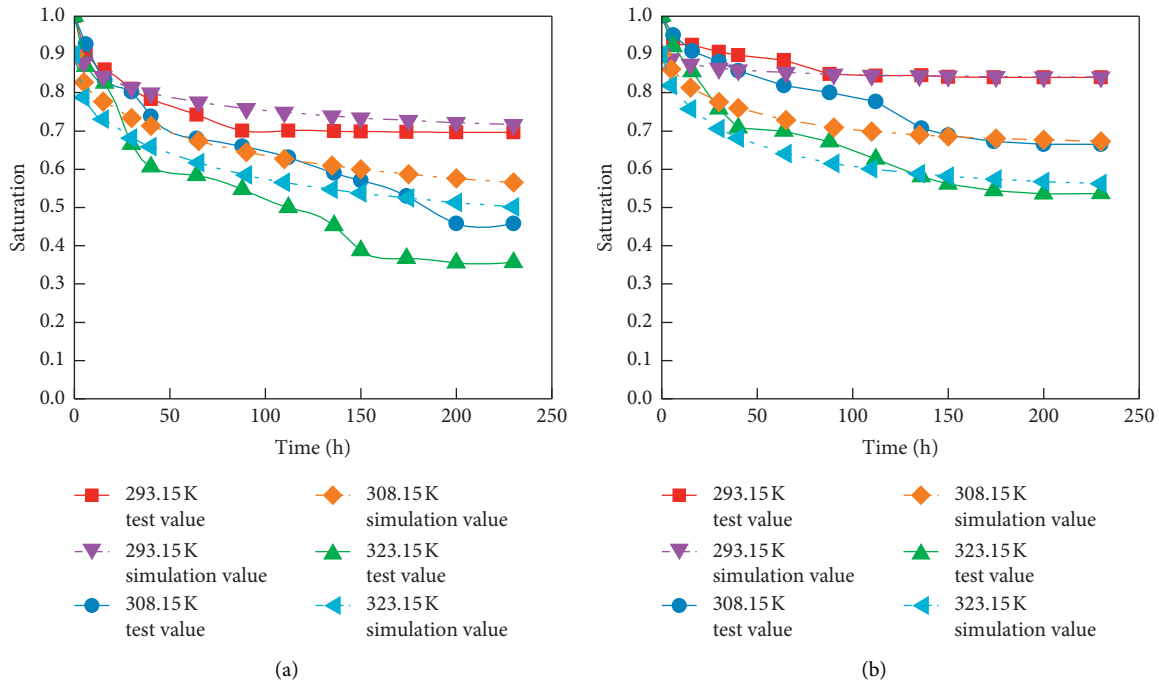 1.0
0.9
0.8
0.7
0.6
0.5
0.4
0.3
0.2
0.1
0.0
Saturation
0
50
100
150
200
250
Time (h)
293.15 K
test value
293.15 K
simulation value
308.15 K
test value
308.15 K
simulation value
323.15 K
test value
323.15 K
simulation value
(a)
1.0
0.9
0.8
0.7
0.6
0.5
0.4
0.3
0.2
0.1
0.0
Saturation
0
50
100
150
200
250
Time (h)
293.15 K
test value
293.15 K
simulation value
308.15 K
test value
308.15 K
simulation value
323.15 K
test value
323.15 K
simulation value
(b)